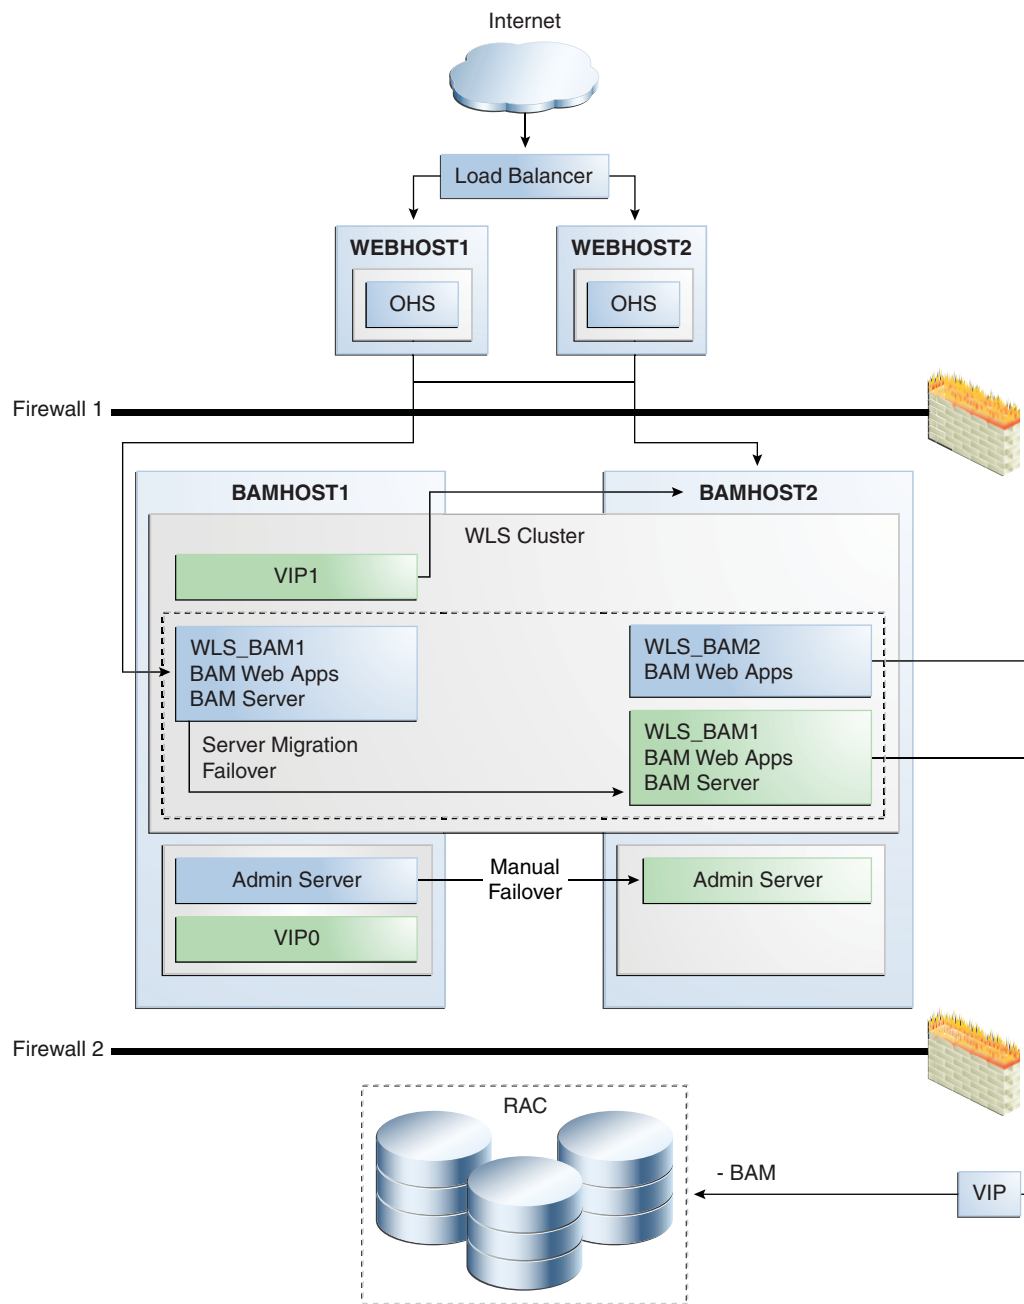 Internet
Load Balancer
WEBHOST1
WEBHOST2
OHS
OHS
Firewall 1
BAMHOST1
BAMHOST2
WLS Cluster
VIP1
WLS_BAM1
BAM Web Apps
BAM Server
WLS_BAM2
BAM Web Apps
Server Migration
Failover
WLS_BAM1
BAM Web Apps
BAM Server
Admin Server
Manual
Failover
Admin Server
VIP0
Firewall 2
RAC
- BAM
VIP